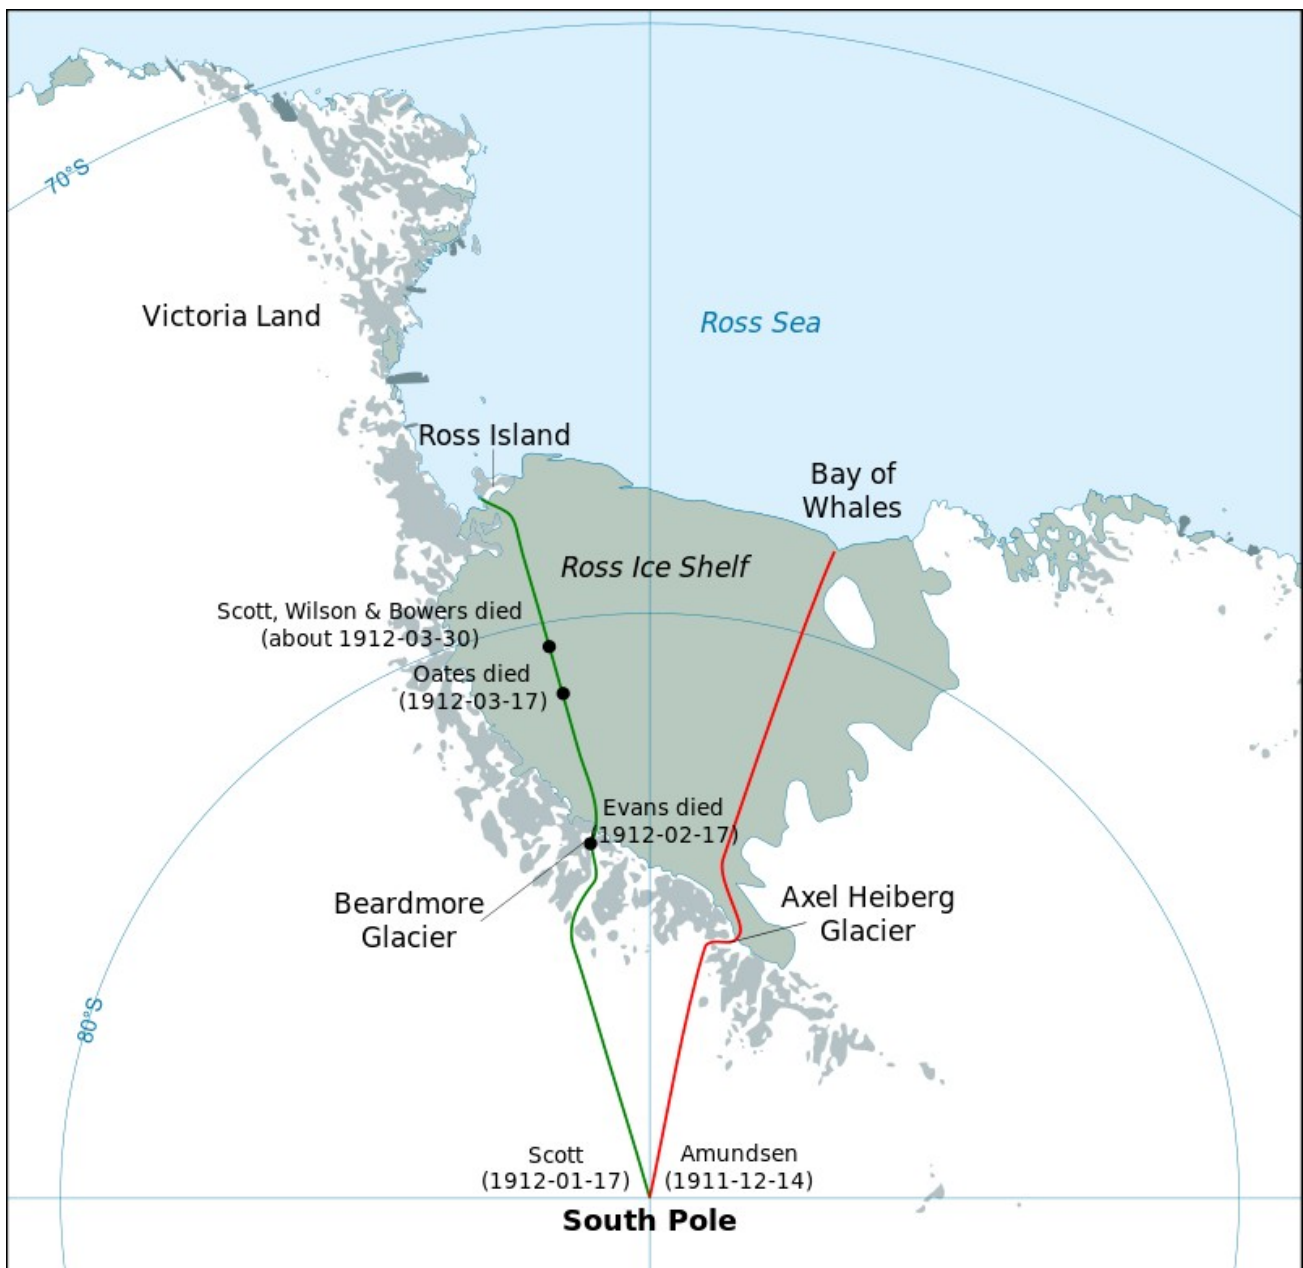 70°S
Victoria Land
Ross Sea
Ross Island
Bay of
Whales
Ross Ice Shelf
Scott, Wilson & Bowers died
(about 1912-03-30)
Oates died
(1912-03-17)
Evans died
(1912-02-17)
Beardmore
Glacier
Axel Heiberg
Glacier
80°S
Scott
(1912-01-17)
Amundsen
(1911-12-14)
South Pole